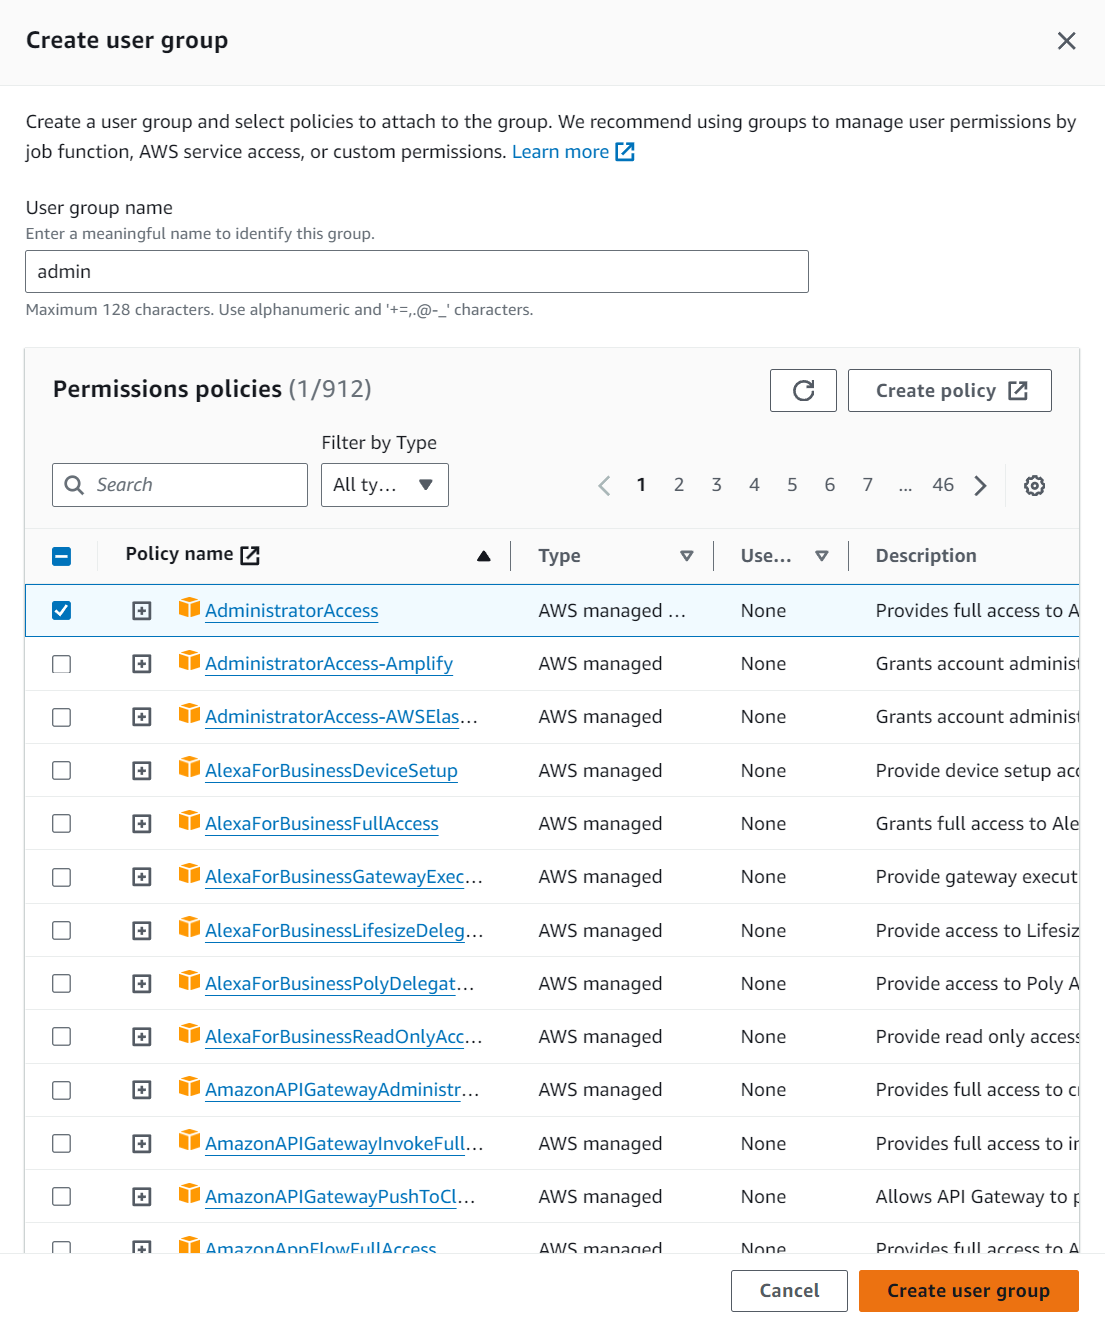 Create user group
Create a user group and select policies to attach to the group. We recommend using groups to manage user permissions by
job function, AWS service access, or custom permissions. Learn more
User group name
Enter a meaningful name to identify this group.
admin
Maximum 128 characters. Use alphanumeric and '+=,.@-_' characters.
Permissions policies (1/912)
Create policy
Filter by Type
Search
All ty...
1 2 3 4 5 6 7 ... 46
Policy name Type Use... Description
AdministratorAccess AWS managed ... None Provides full access to A
AdministratorAccess-Amplify AWS managed None Grants account administ
AdministratorAccess-AWSElas... AWS managed None Grants account administ
AlexaForBusinessDeviceSetup AWS managed None Provide device setup acc
AlexaForBusinessFullAccess AWS managed None Grants full access to Ale
AlexaForBusinessGatewayExec... AWS managed None Provide gateway execut
AlexaForBusinessLifesizeDeleg... AWS managed None Provide access to Lifesiz
AlexaForBusinessPolyDelegat... AWS managed None Provide access to Poly A
AlexaForBusinessReadOnlyAcc... AWS managed None Provide read only access
AmazonAPIGatewayAdministr... AWS managed None Provides full access to cr
AmazonAPIGatewayInvokeFull... AWS managed None Provides full access to in
AmazonAPIGatewayPushToCl... AWS managed None Allows API Gateway to p
AmazonAppFlowFullAccess AWS managed None Provides full access to A
Cancel
Create user group